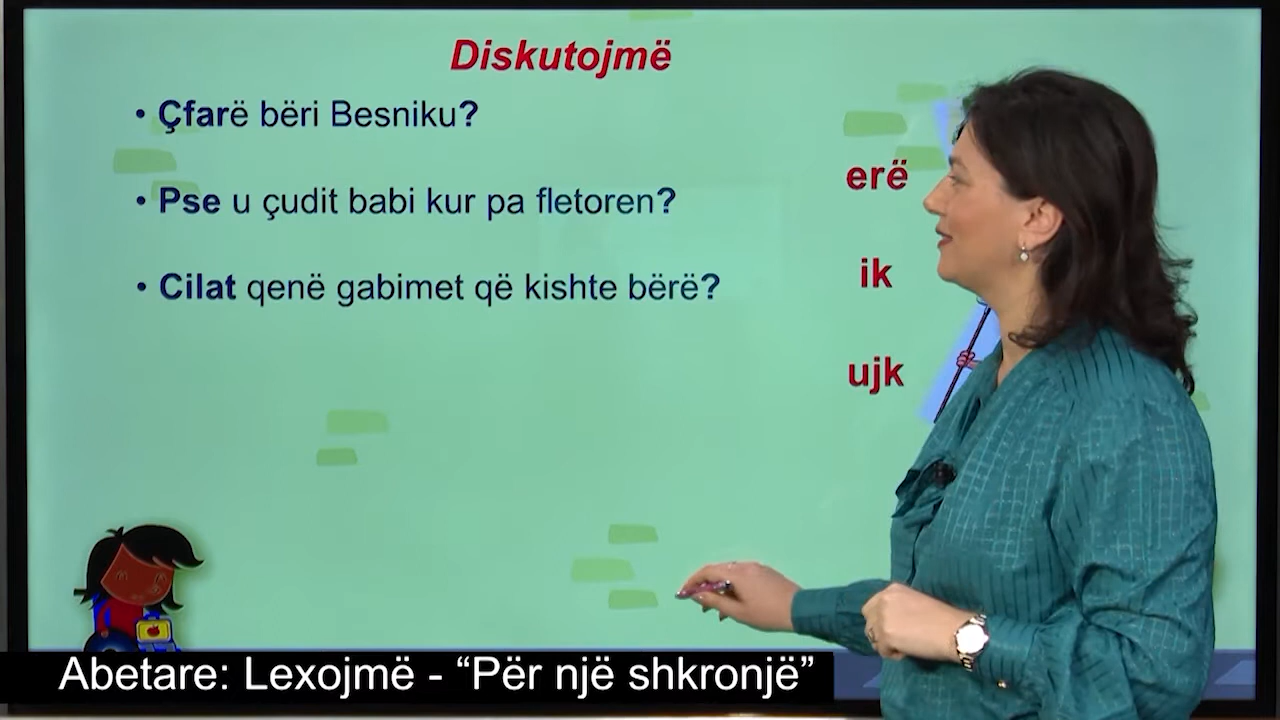 Diskutojmë
• Çfarë bëri Besniku?
• Pse u çudit babi kur pa fletoren?
• Cilat qenë gabimet që kishte bërë?
erë
ik
ujk
Abetare: Lexojmë - “Për një shkronjë”